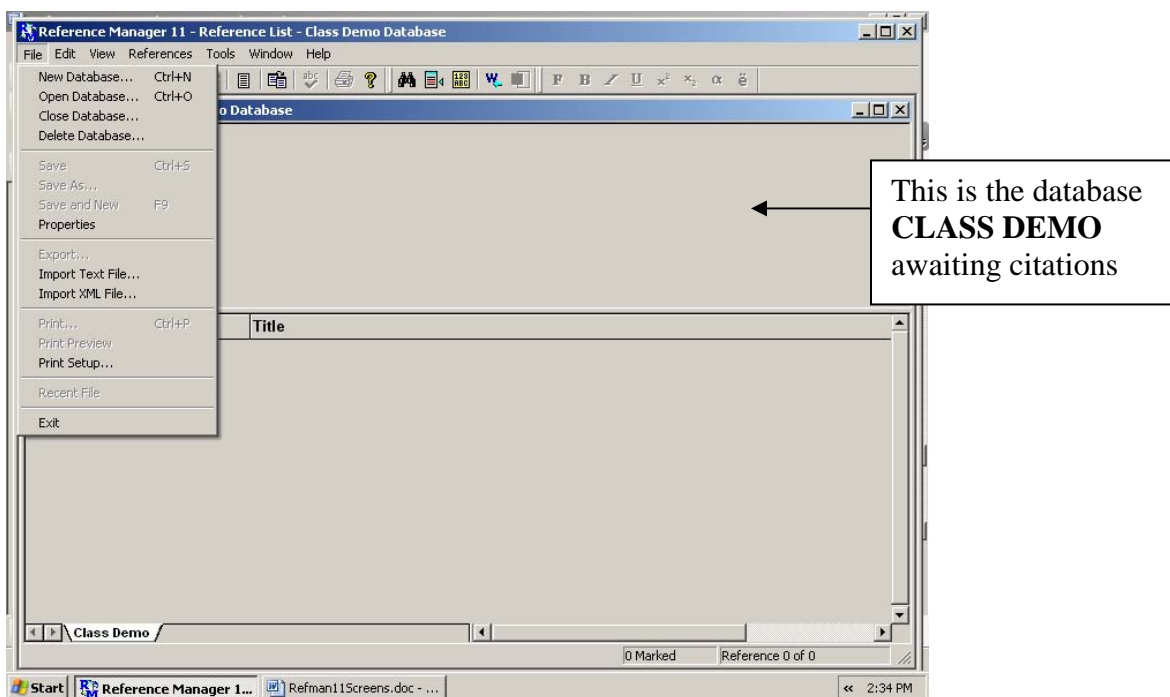 Reference Manager 11 - Reference List - Class Demo Database
File Edit View References Tools Window Help
New Database... Ctrl+N
Open Database... Ctrl+O
Close Database...
Delete Database...
Save Ctrl+S
Save As...
Save and New F9
Properties
Export...
Import Text File...
Import XML File...
Print... Ctrl+P
Print Preview
Print Setup...
Recent File
Exit
o Database
Title
This is the database
CLASS DEMO
awaiting citations
Class Demo
0 Marked Reference 0 of 0
Start Reference Manager 1... Refman11Screens.doc - ... « 2:34 PM